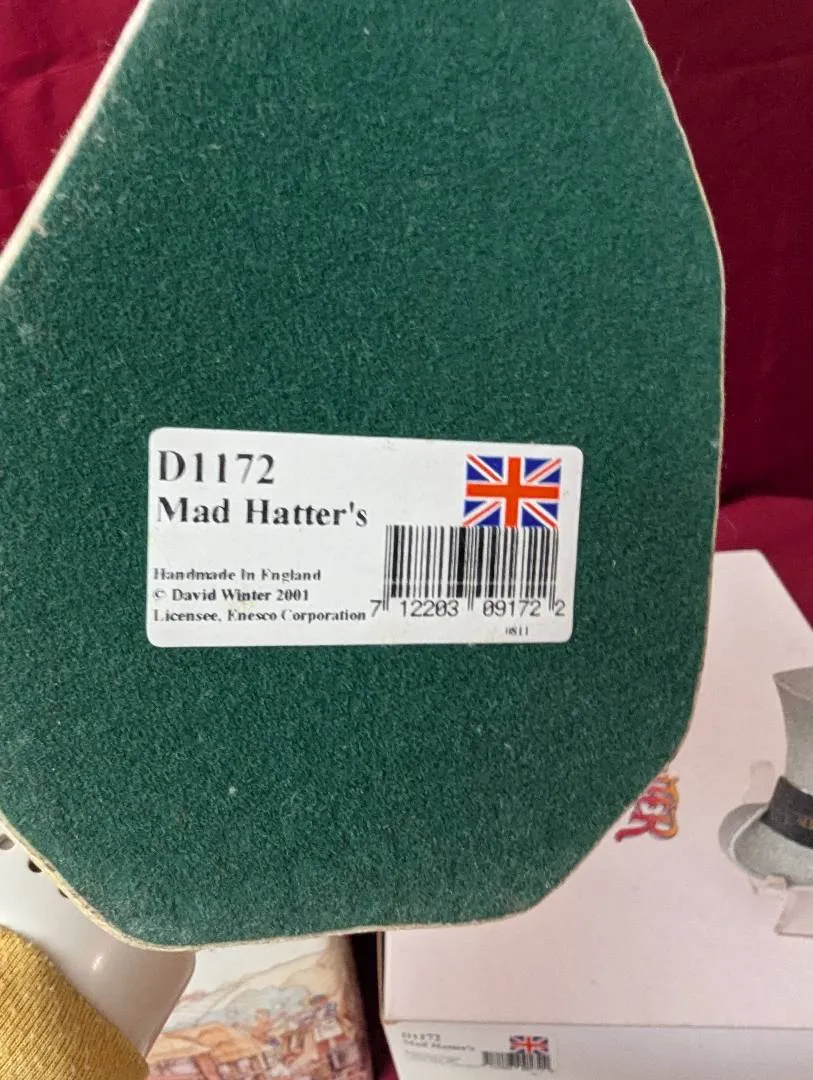 D1172
Mad Hatter's
Handmade In England
© David Winter 2001
Licensee, Enesco Corporation
7 12203 09172 2
0811
D1172
Mad Hatter's